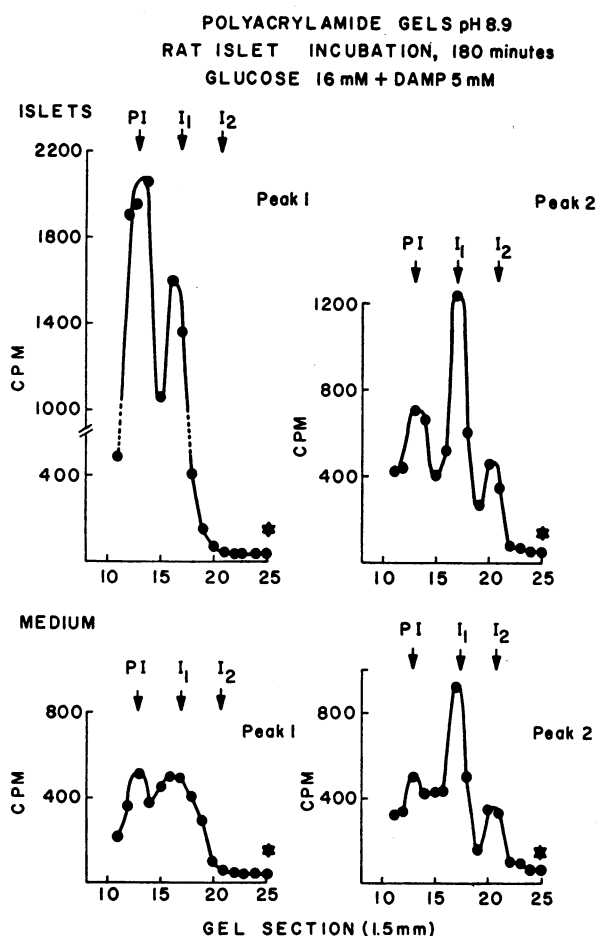 POLYACRYLAMIDE GELS pH 8.9
RAT ISLET INCUBATION, 180 minutes
GLUCOSE 16 mM + DAMP 5 mM
ISLETS
PI I1 I2
Peak 1
2200
1800
1400
1000
400
CPM
10 15 20 25
Peak 2
PI I1 I2
1200
800
400
CPM
10 15 20 25
MEDIUM
PI I1 I2
Peak 1
800
400
CPM
10 15 20 25
PI I1 I2
Peak 2
800
400
CPM
10 15 20 25
GEL SECTION (1.5mm)